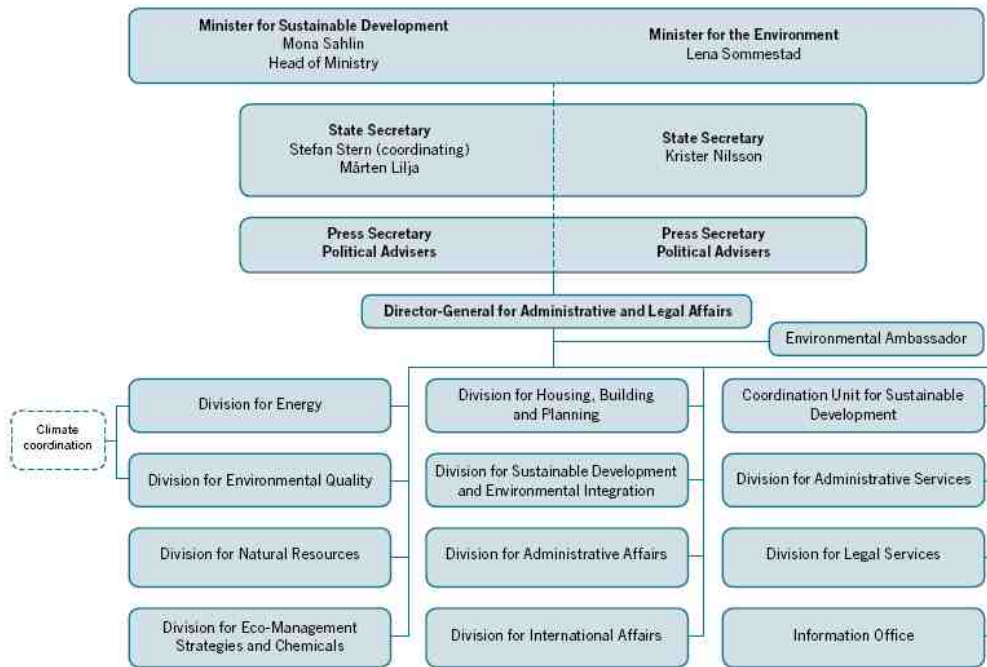 Minister for Sustainable Development
Mona Sahlin
Head of Ministry
Minister for the Environment
Lena Sommestad
State Secretary
Stefan Stern (coordinating)
Mårten Lilja
State Secretary
Krister Nilsson
Press Secretary
Political Advisers
Press Secretary
Political Advisers
Director-General for Administrative and Legal Affairs
Environmental Ambassador
Climate
coordination
Division for Energy
Division for Housing, Building
and Planning
Coordination Unit for Sustainable
Development
Division for Environmental Quality
Division for Sustainable Development
and Environmental Integration
Division for Administrative Services
Division for Natural Resources
Division for Administrative Affairs
Division for Legal Services
Division for Eco-Management
Strategies and Chemicals
Division for International Affairs
Information Office